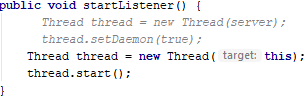 public void startListener() {
Thread thread = new Thread(server);
thread.setDaemon(true);
Thread thread = new Thread( target: this);
thread.start();
}